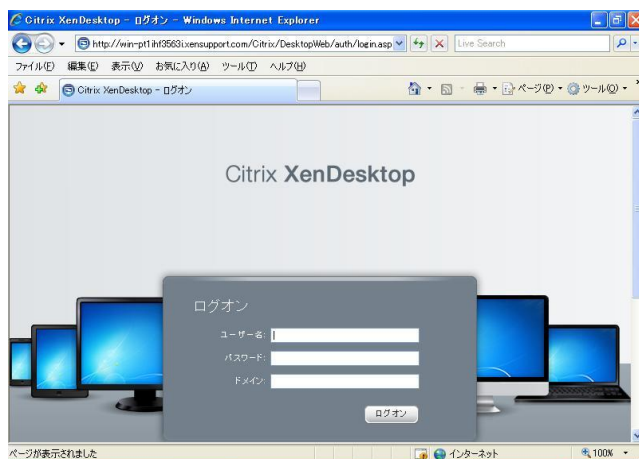 Citrix XenDesktop - ログオン - Windows Internet Explorer
http://win-pt1ihf3563i.xensupport.com/Citrix/DesktopWeb/auth/login.asp
Live Search
ファイル(F) 編集(E) 表示(V) お気に入り(A) ツール(T) ヘルプ(H)
Citrix XenDesktop - ログオン
ページ(P) ツール(O)
Citrix XenDesktop
ログオン
ユーザー名:
パスワード:
ドメイン:
ログオン
ページが表示されました
インターネット
100%